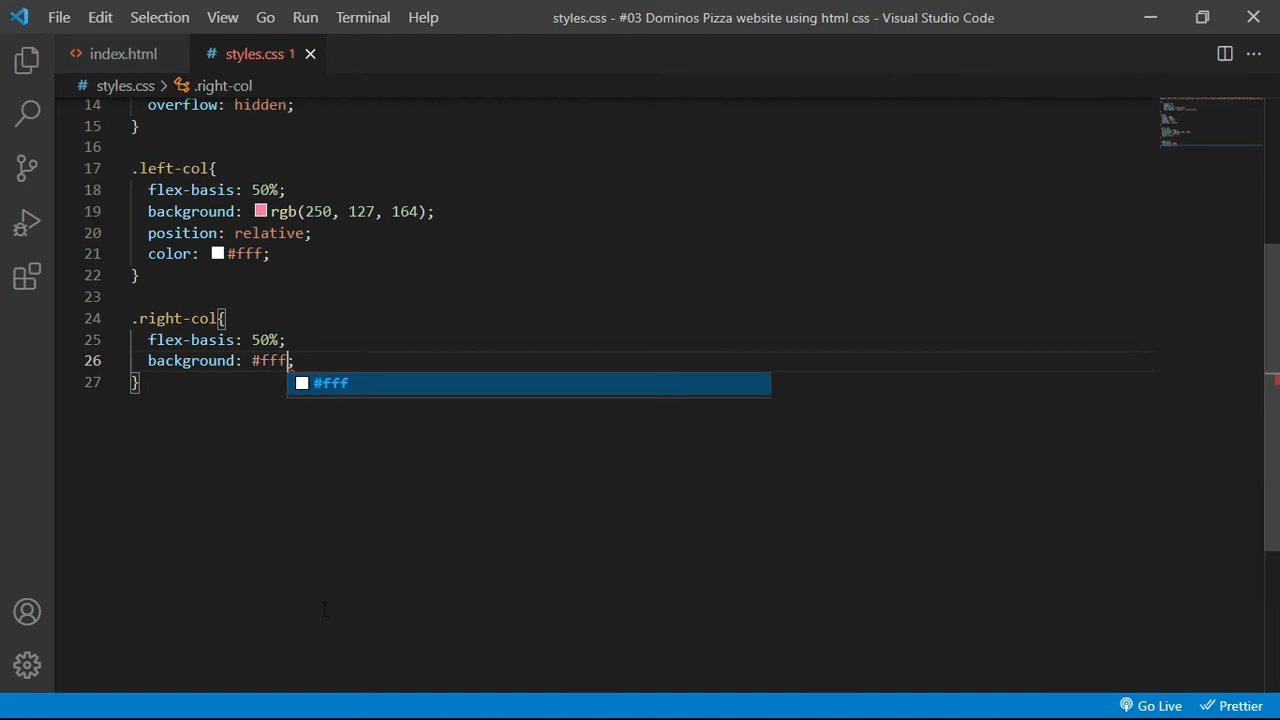 File Edit Selection View Go Run Terminal Help styles.css - #03 Dominos Pizza website using html css - Visual Studio Code
<> index.html # styles.css 1
# styles.css > .right-col
14 overflow: hidden;
15 }
16
17 .left-col{
18 flex-basis: 50%;
19 background: rgb(250, 127, 164);
20 position: relative;
21 color: #fff;
22 }
23
24 .right-col{
25 flex-basis: 50%;
26 background: #fff;
#fff
27 }
Go Live Prettier